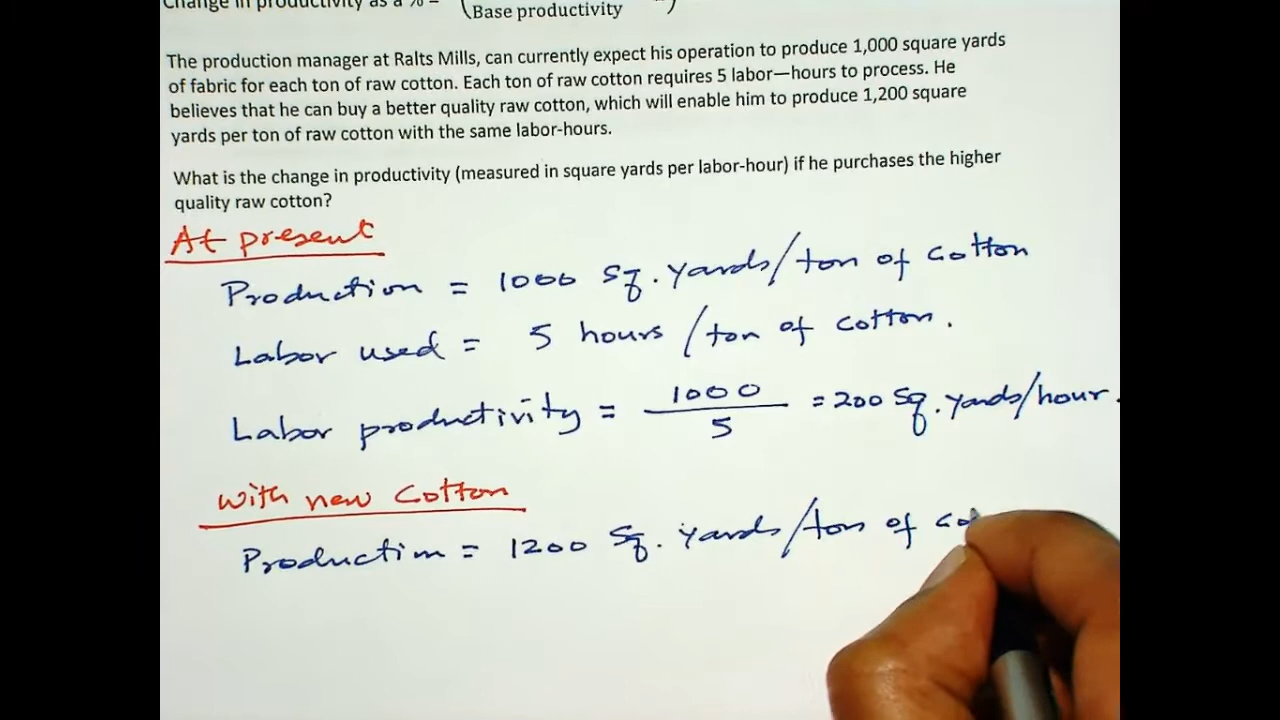 Change in productivity as a % =
Base productivity
The production manager at Ralts Mills, can currently expect his operation to produce 1,000 square yards
of fabric for each ton of raw cotton. Each ton of raw cotton requires 5 labor—hours to process. He
believes that he can buy a better quality raw cotton, which will enable him to produce 1,200 square
yards per ton of raw cotton with the same labor-hours.
What is the change in productivity (measured in square yards per labor-hour) if he purchases the higher
quality raw cotton?
At present
Production = 1000 Sq. yards/ton of cotton
Labor used = 5 hours /ton of cotton.
Labor productivity = 1000/5 = 200 Sq. yards/hour.
With new Cotton
Production = 1200 Sq. yards/ton of co